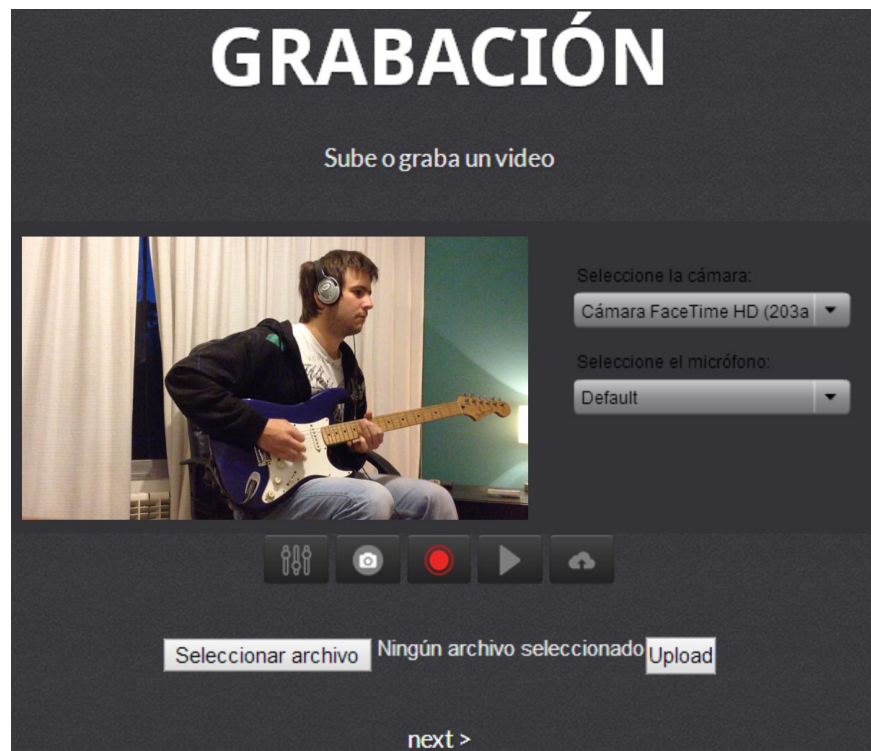 GRABACIÓN
Sube o graba un video
Seleccione la cámara:
Cámara FaceTime HD (203a
Seleccione el micrófono:
Default
Seleccionar archivo Ningún archivo seleccionado Upload
next >